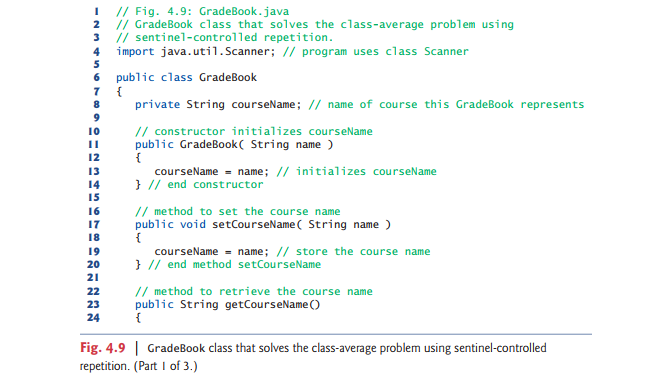 1 // Fig. 4.9: GradeBook.java
2 // GradeBook class that solves the class-average problem using
3 // sentinel-controlled repetition.
4 import java.util.Scanner; // program uses class Scanner
5
6 public class GradeBook
7 {
8 private String courseName; // name of course this GradeBook represents
9
10 // constructor initializes courseName
11 public GradeBook( String name )
12 {
13 courseName = name; // initializes courseName
14 } // end constructor
15
16 // method to set the course name
17 public void setCourseName( String name )
18 {
19 courseName = name; // store the course name
20 } // end method setCourseName
21
22 // method to retrieve the course name
23 public String getCourseName()
24 {
Fig. 4.9 | GradeBook class that solves the class-average problem using sentinel-controlled
repetition. (Part 1 of 3.)